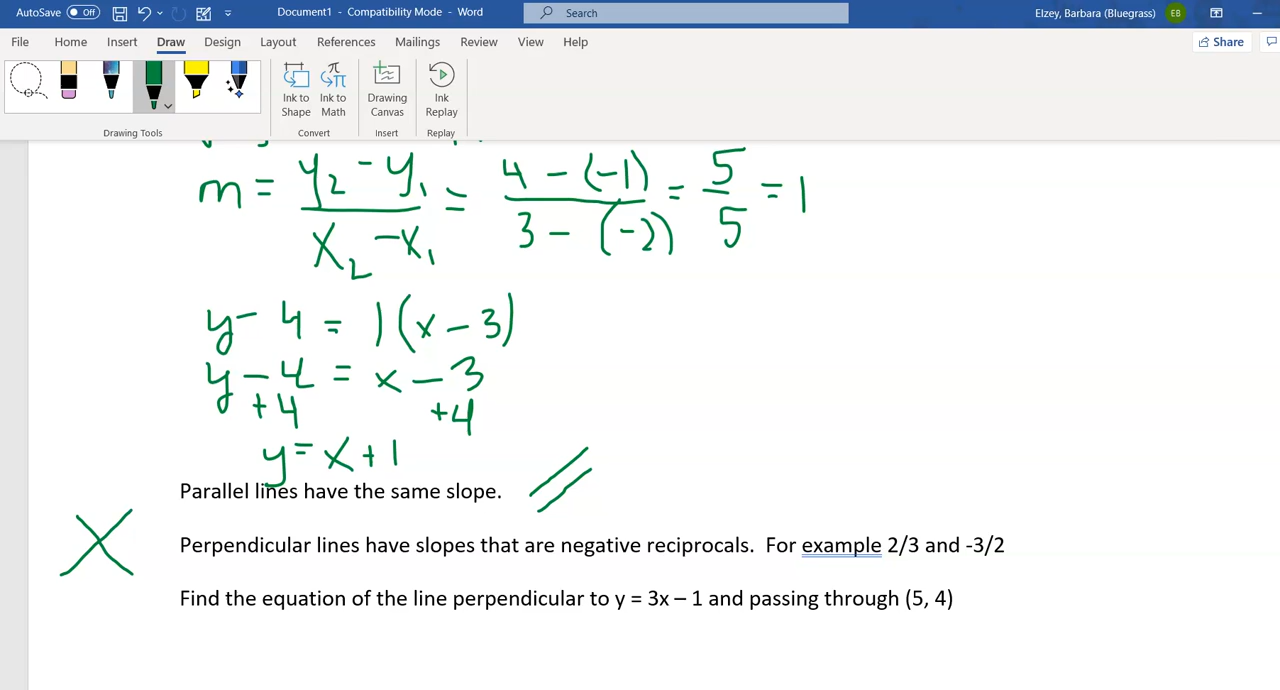 AutoSave Off Document1 - Compatibility Mode - Word Search Elzey, Barbara (Bluegrass) EB
File Home Insert Draw Design Layout References Mailings Review View Help Share
Ink to Shape Ink to Math Drawing Canvas Ink Replay
Drawing Tools Convert Insert Replay
m = y₂ - y₁ / x₂ - x₁ = 4 - (-1) / 3 - (-2) = 5/5 = 1
y - 4 = 1(x - 3)
y - 4 = x - 3
+4 +4
y = x + 1
Parallel lines have the same slope. //
Perpendicular lines have slopes that are negative reciprocals. For example 2/3 and -3/2
Find the equation of the line perpendicular to y = 3x – 1 and passing through (5, 4)